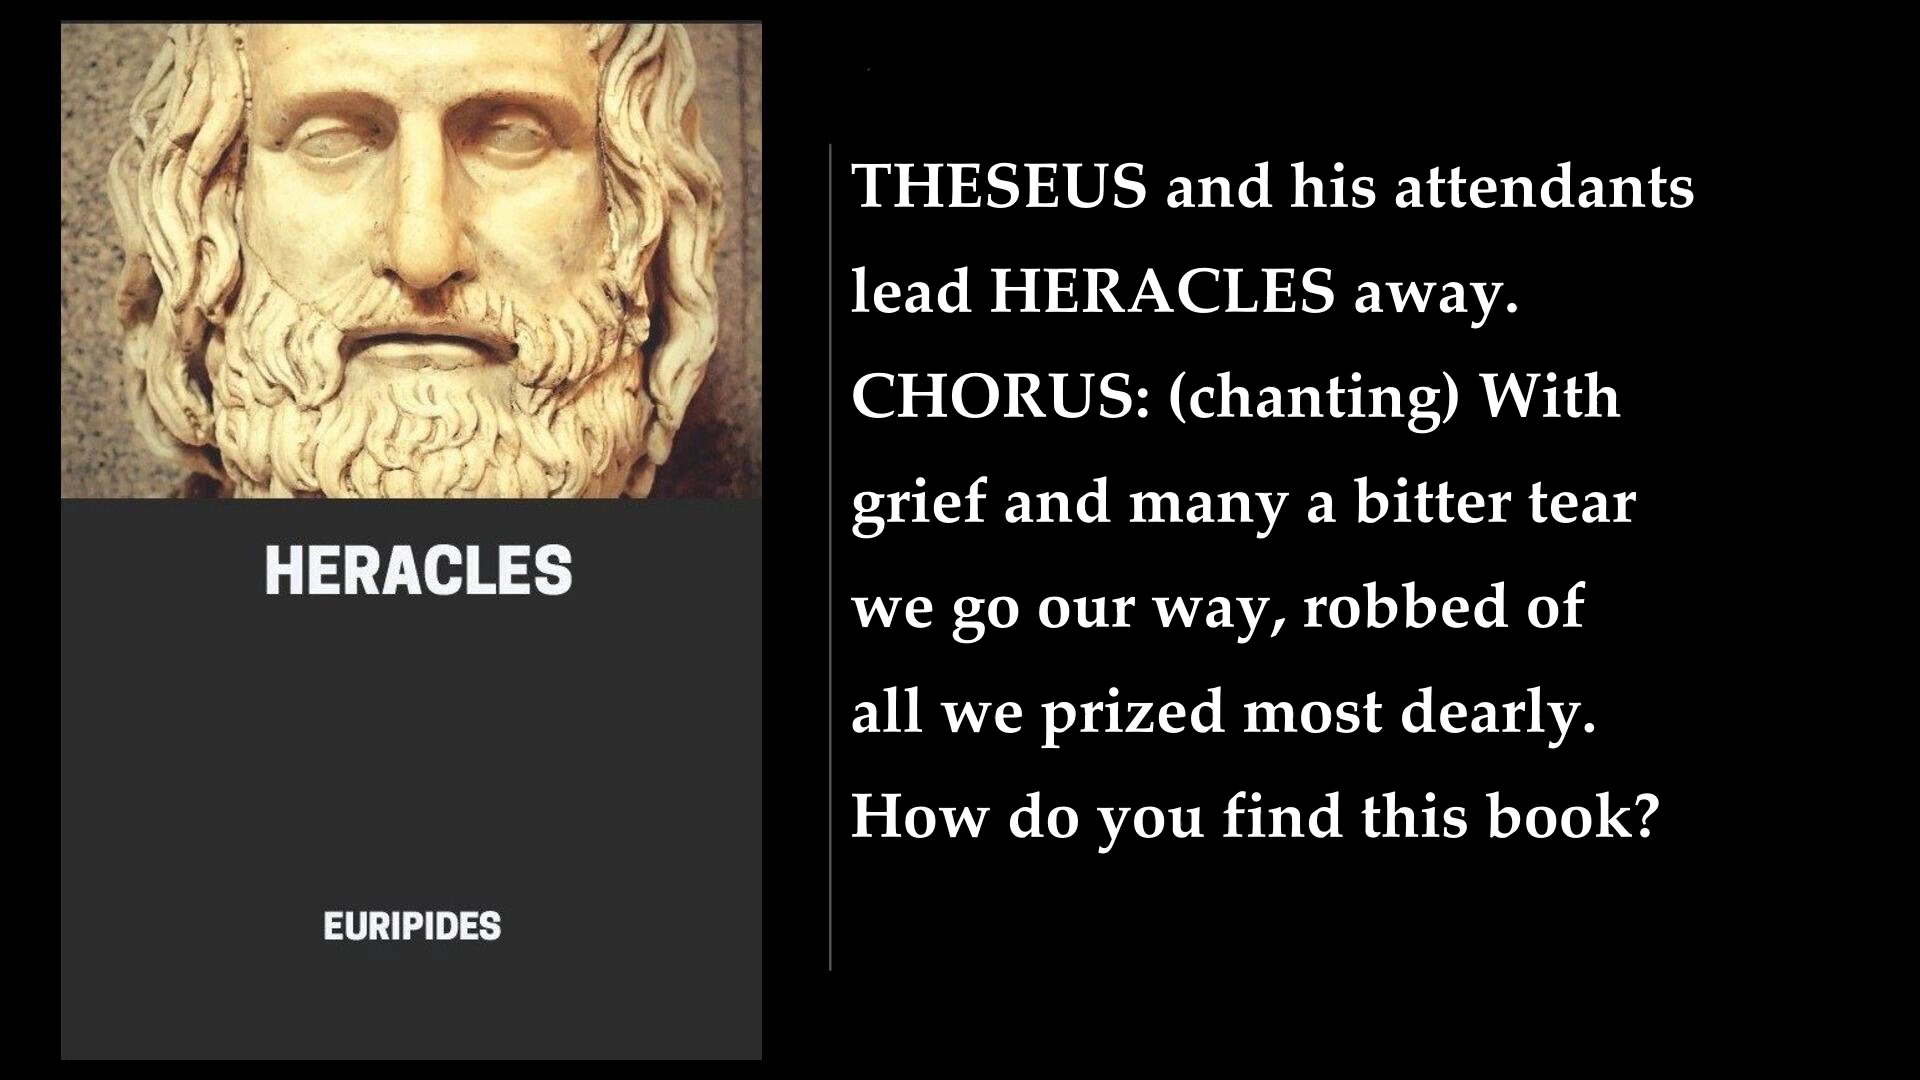 HERACLES
EURIPIDES
THESEUS and his attendants
lead HERACLES away.
CHORUS: (chanting) With
grief and many a bitter tear
we go our way, robbed of
all we prized most dearly.
How do you find this book?